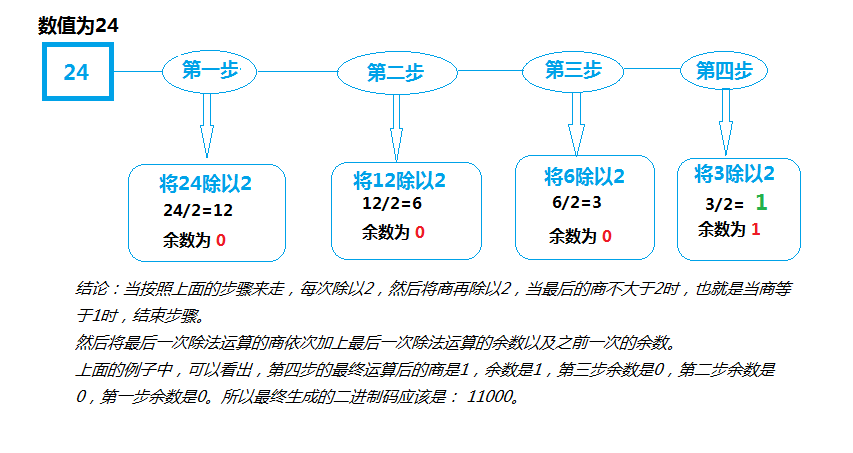 数值为24
24
第一步
第二步
第三步
第四步
将24除以2
24/2=12
余数为 0
将12除以2
12/2=6
余数为 0
将6除以2
6/2=3
余数为 0
将3除以2
3/2= 1
余数为 1
结论：当按照上面的步骤来走，每次除以2，然后将商再除以2，当最后的商不大于2时，也就是当商等
于1时，结束步骤。
然后将最后一次除法运算的商依次加上最后一次除法运算的余数以及之前一次的余数。
上面的例子中，可以看出，第四步的最终运算后的商是1，余数是1，第三步余数是0，第二步余数是
0，第一步余数是0。所以最终生成的二进制码应该是： 11000。